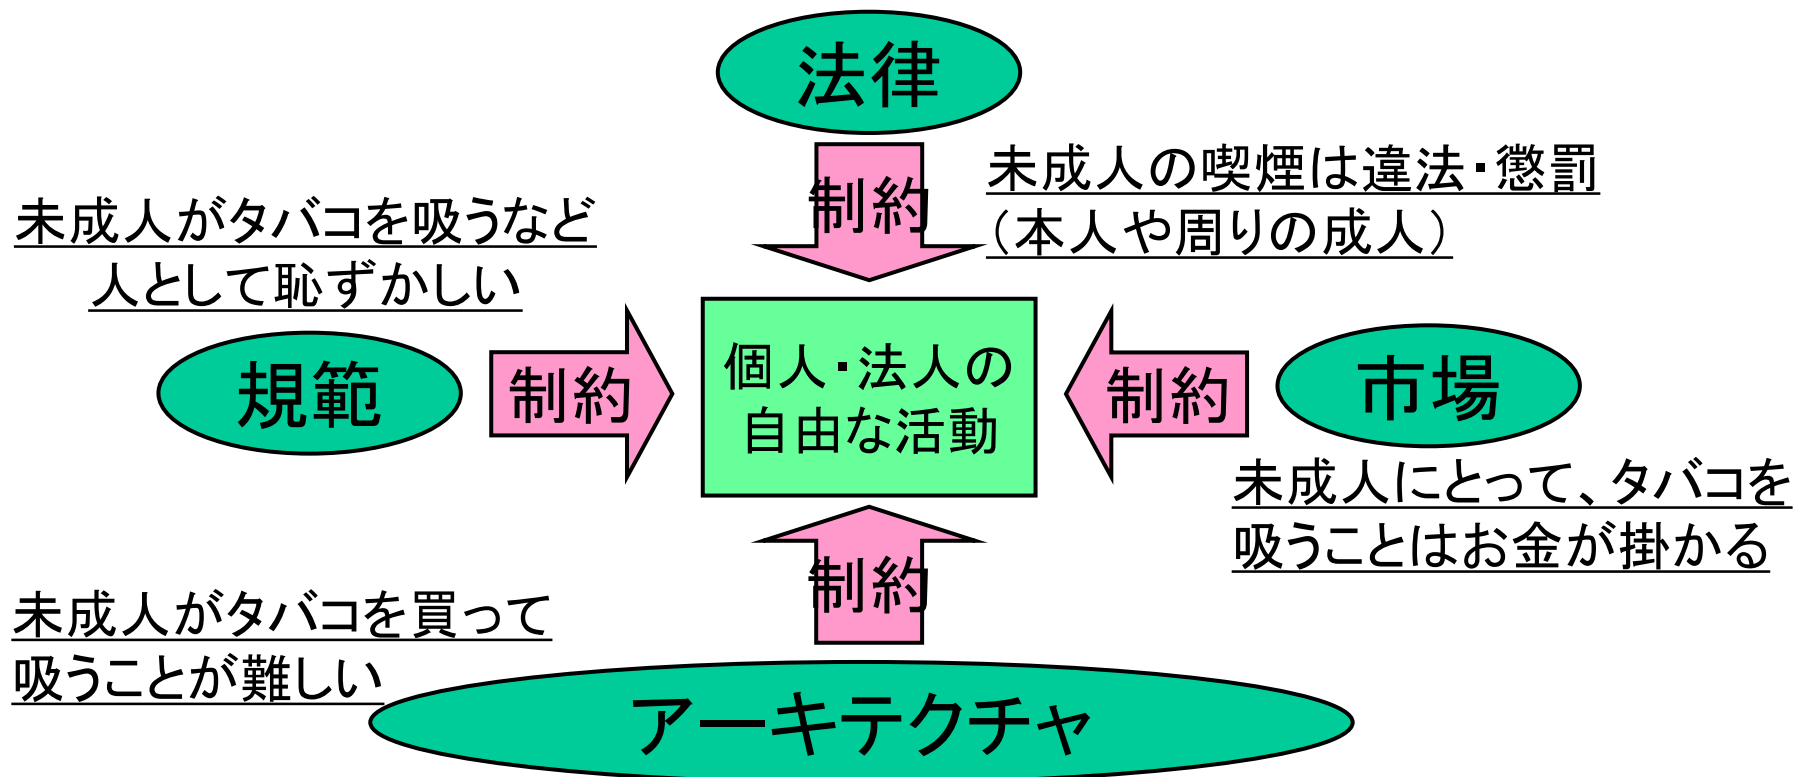 法律
制約
未成人の喫煙は違法・懲罰
（本人や周りの成人）
未成人がタバコを吸うなど
人として恥ずかしい
規範
制約
個人・法人の
自由な活動
制約
市場
未成人にとって、タバコを
吸うことはお金が掛かる
制約
未成人がタバコを買って
吸うことが難しい
アーキテクチャ